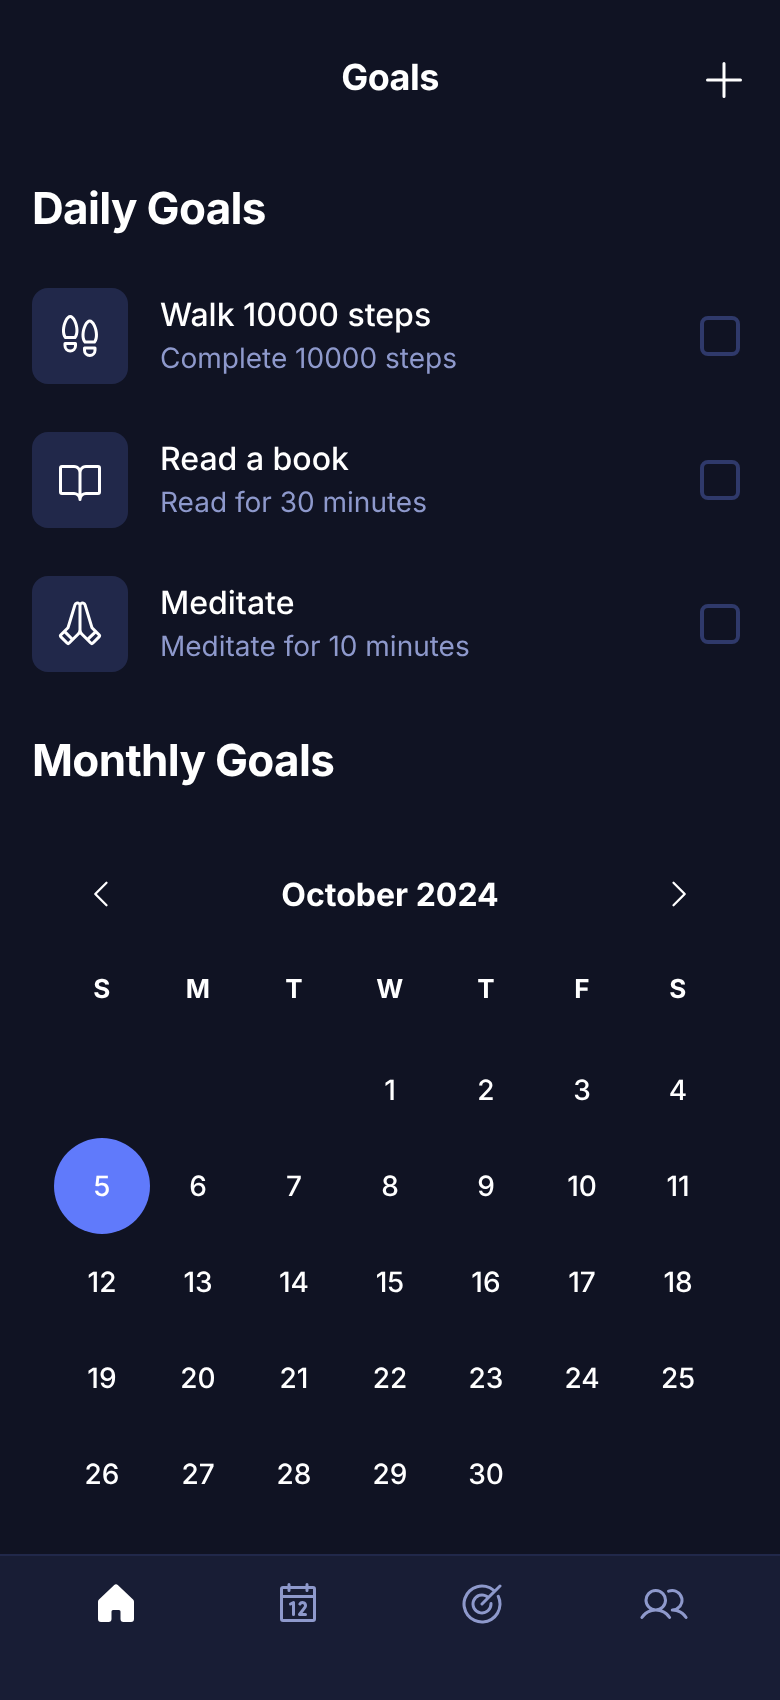 Goals
Daily Goals
Walk 10000 steps
Complete 10000 steps
Read a book
Read for 30 minutes
Meditate
Meditate for 10 minutes
Monthly Goals
October 2024
S M T W T F S
1 2 3 4
5 6 7 8 9 10 11
12 13 14 15 16 17 18
19 20 21 22 23 24 25
26 27 28 29 30
12